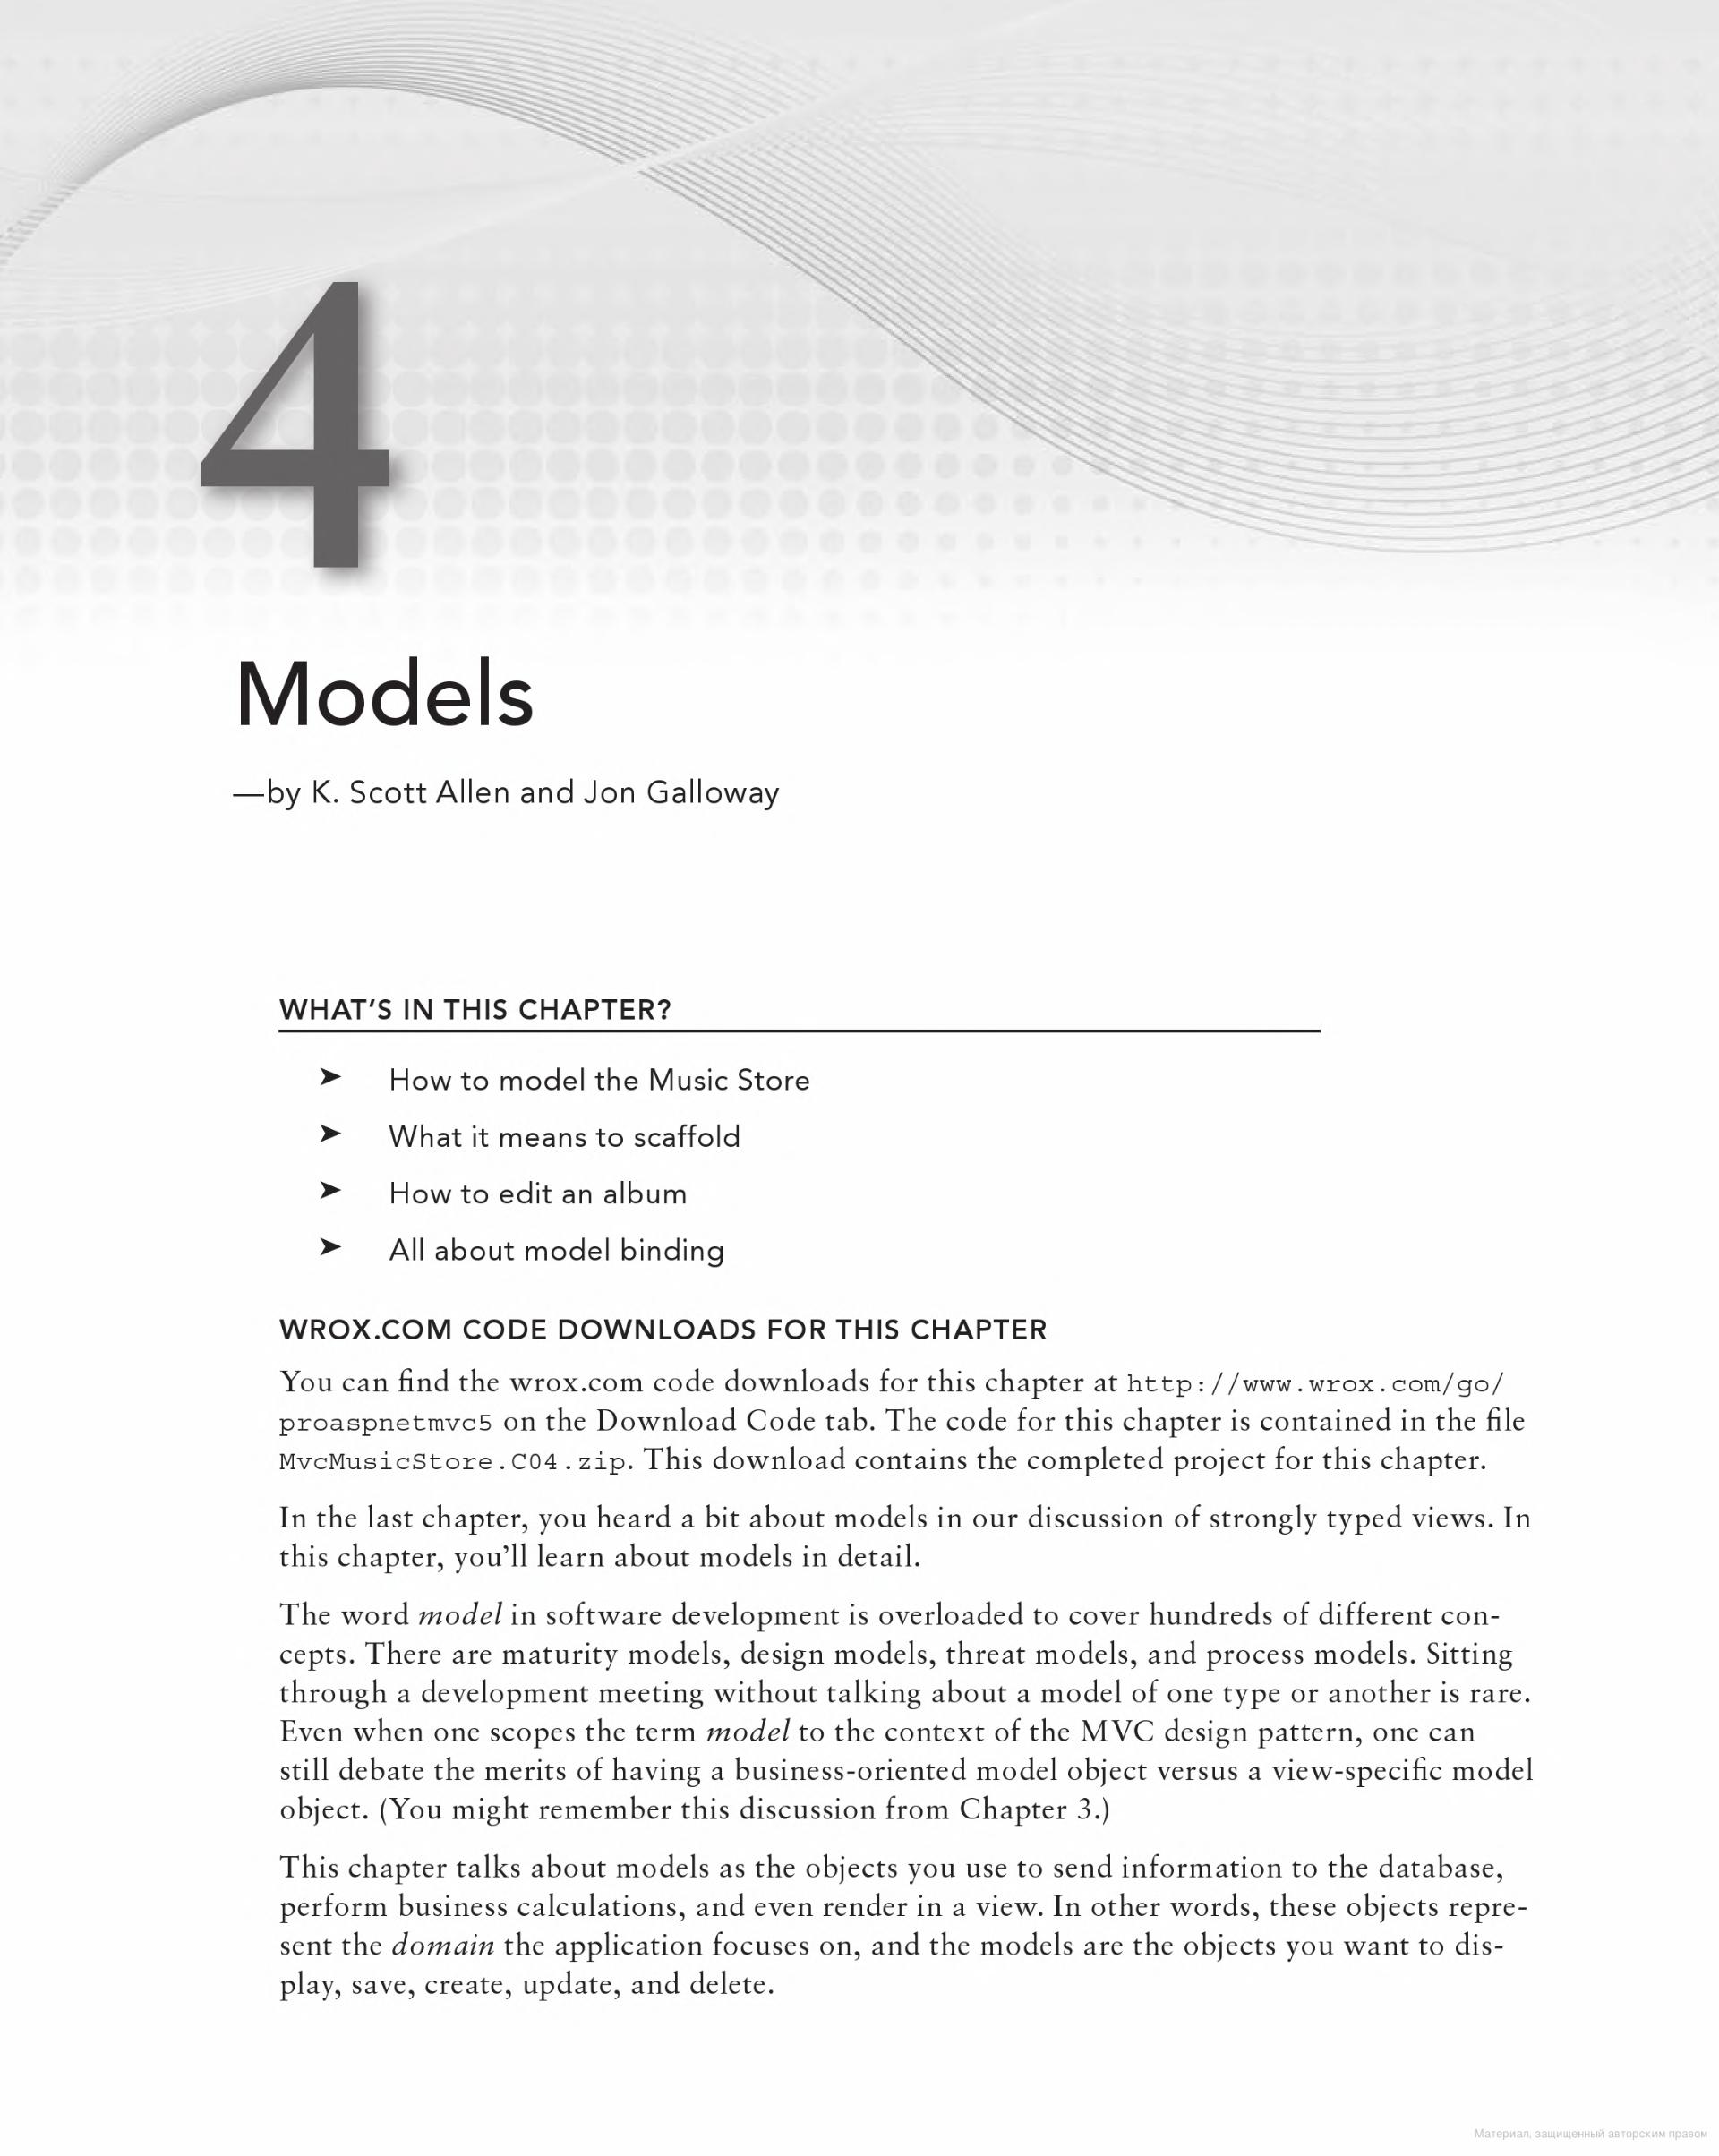 4
Models
—by K. Scott Allen and Jon Galloway
WHAT'S IN THIS CHAPTER?
➤ How to model the Music Store
➤ What it means to scaffold
➤ How to edit an album
➤ All about model binding
WROX.COM CODE DOWNLOADS FOR THIS CHAPTER
You can find the wrox.com code downloads for this chapter at http://www.wrox.com/go/
proaspnetmvc5 on the Download Code tab. The code for this chapter is contained in the file
MvcMusicStore.C04.zip. This download contains the completed project for this chapter.
In the last chapter, you heard a bit about models in our discussion of strongly typed views. In
this chapter, you'll learn about models in detail.
The word model in software development is overloaded to cover hundreds of different con-
cepts. There are maturity models, design models, threat models, and process models. Sitting
through a development meeting without talking about a model of one type or another is rare.
Even when one scopes the term model to the context of the MVC design pattern, one can
still debate the merits of having a business-oriented model object versus a view-specific model
object. (You might remember this discussion from Chapter 3.)
This chapter talks about models as the objects you use to send information to the database,
perform business calculations, and even render in a view. In other words, these objects repre-
sent the domain the application focuses on, and the models are the objects you want to dis-
play, save, create, update, and delete.
Материал, защищенный авторским правом